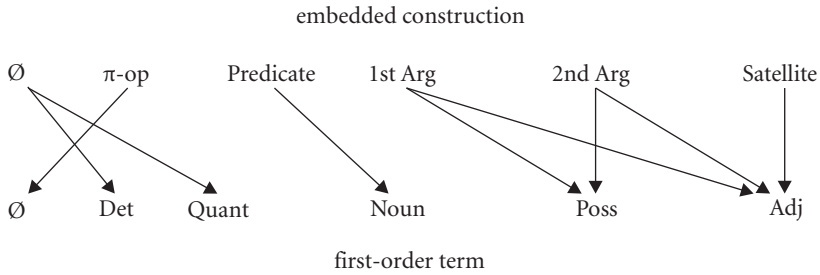 embedded construction
Ø π-op Predicate 1st Arg 2nd Arg Satellite
Ø Det Quant Noun Poss Adj
first-order term